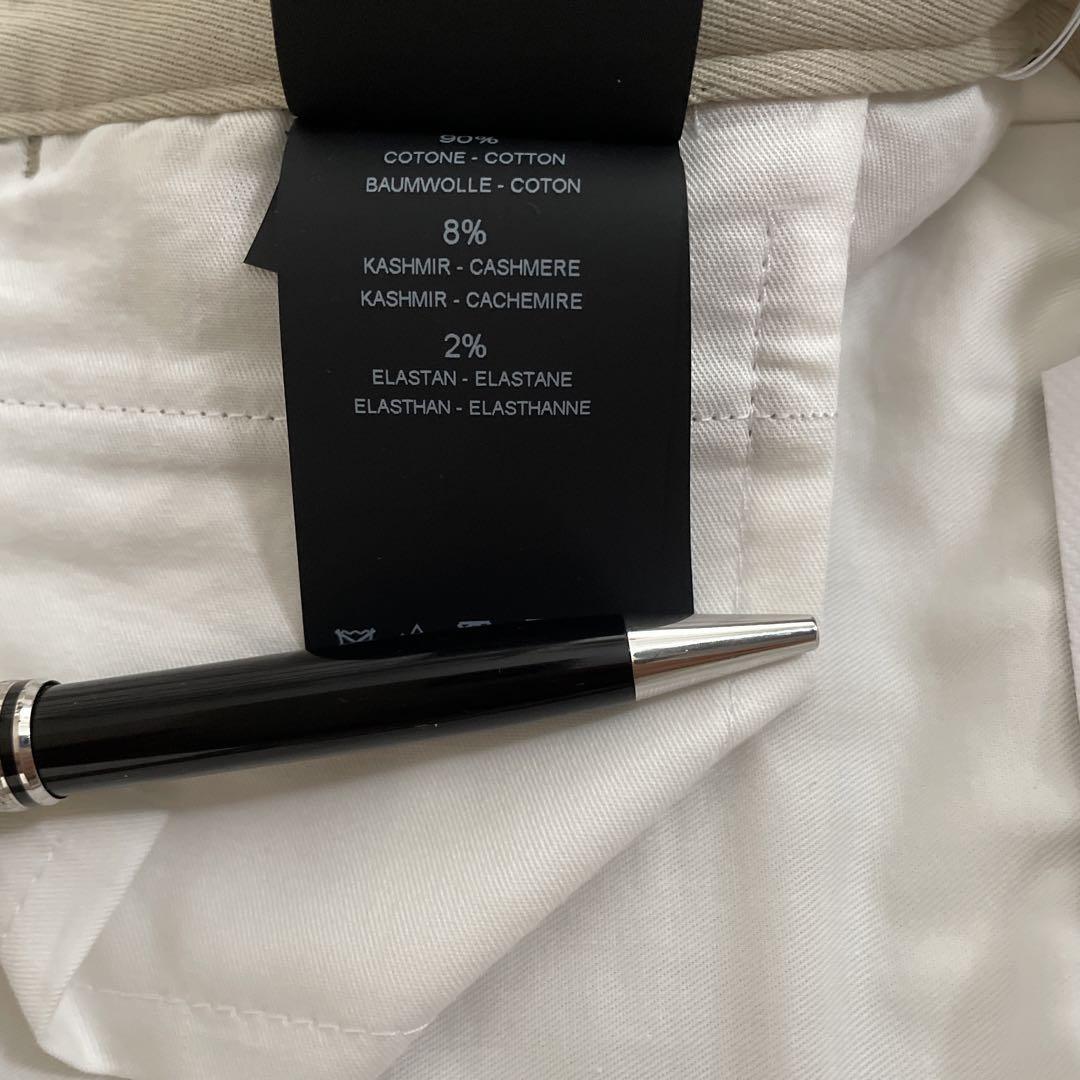 90%
COTONE - COTTON
BAUMWOLLE - COTON
8%
KASHMIR - CASHMERE
KASHMIR - CACHEMIRE
2%
ELASTAN - ELASTANE
ELASTHAN - ELASTHANNE